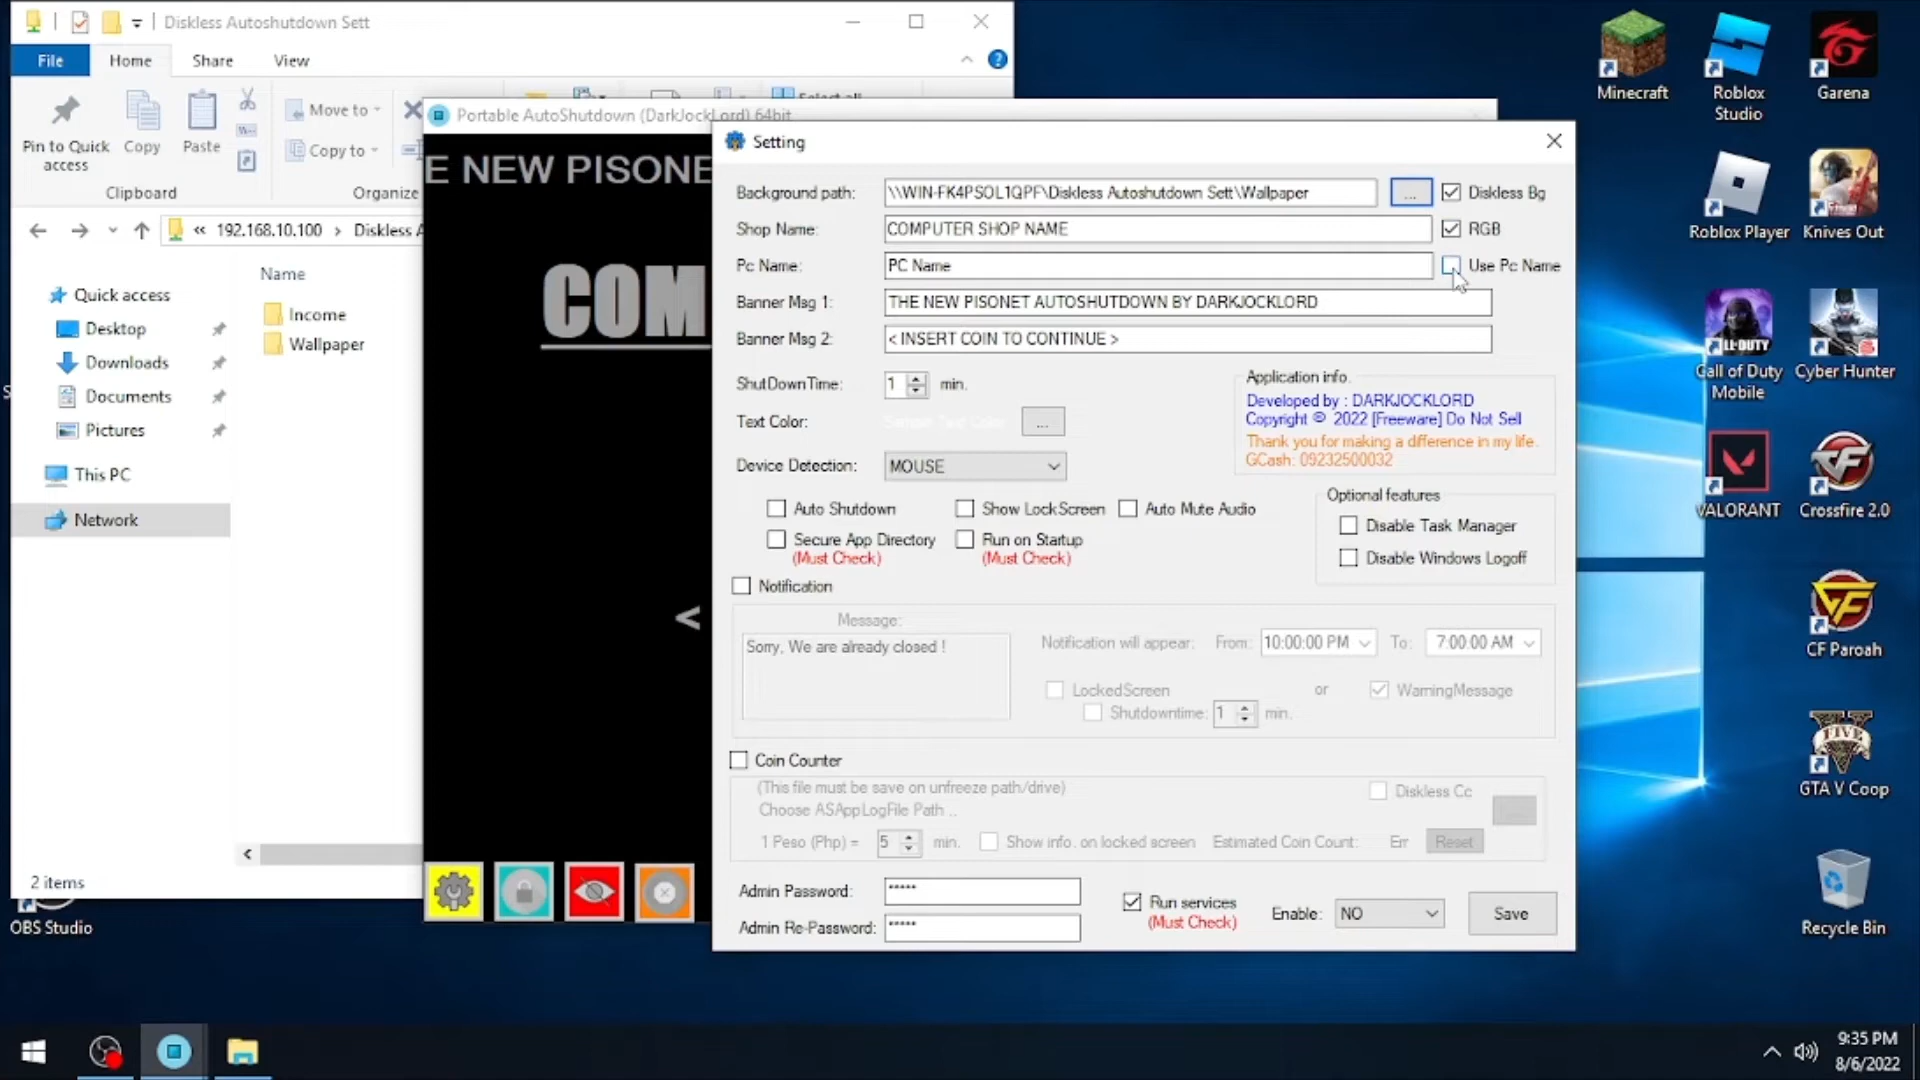 Diskless Autoshutdown Sett
File
Home
Share
View
Pin to Quick access
Copy
Paste
Move to
Copy to
Select all
Clipboard
Organize
192.168.10.100
Diskless A
Quick access
Desktop
Downloads
Documents
Pictures
This PC
Network
Name
Income
Wallpaper
2 items
OBS Studio
Portable AutoShutdown (DarkJockLord) 64bit
E NEW PISONE
COM
<
Setting
Background path:
\\WIN-FK4PSOL1QPF\Diskless Autoshutdown Sett\Wallpaper
...
Diskless Bg
Shop Name:
COMPUTER SHOP NAME
RGB
Pc Name:
PC Name
Use Pc Name
Banner Msg 1:
THE NEW PISONET AUTOSHUTDOWN BY DARKJOCKLORD
Banner Msg 2:
< INSERT COIN TO CONTINUE >
ShutDownTime:
1
min.
Text Color:
Sample Text Color
...
Device Detection:
MOUSE
Application info.
Developed by : DARKJOCKLORD
Copyright © 2022 [Freeware] Do Not Sell
Thank you for making a difference in my life.
GCash: 09232500032
Auto Shutdown
Show LockScreen
Auto Mute Audio
Secure App Directory
(Must Check)
Run on Startup
(Must Check)
Optional features
Disable Task Manager
Disable Windows Logoff
Notification
Message:
Sorry, We are already closed !
Notification will appear:
From:
10:00:00 PM
To:
7:00:00 AM
LockedScreen
or
WarningMessage
Shutdowntime:
1
min.
Coin Counter
(This file must be save on unfreeze path/drive)
Choose ASAppLogFile Path ..
Diskless Cc
1 Peso (Php) =
5
min.
Show info. on locked screen
Estimated Coin Count:
Err
Reset
Admin Password:
*****
Admin Re-Password:
*****
Run services
(Must Check)
Enable:
NO
Save
Minecraft
Roblox Studio
Garena
Roblox Player
Knives Out
Call of Duty Mobile
Cyber Hunter
VALORANT
Crossfire 2.0
CF Paroah
GTA V Coop
Recycle Bin
9:35 PM
8/6/2022